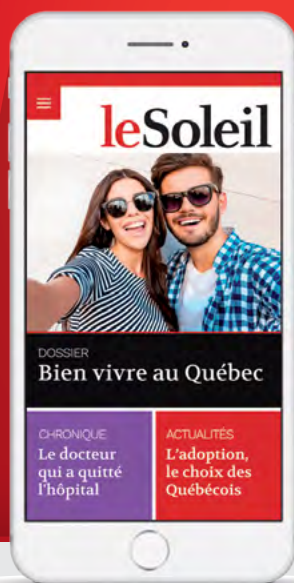 leSoleil
DOSSIER
Bien vivre au Québec
CHRONIQUE
Le docteur
qui a quitté
l'hôpital
ACTUALITÉS
L'adoption,
le choix des
Québécois